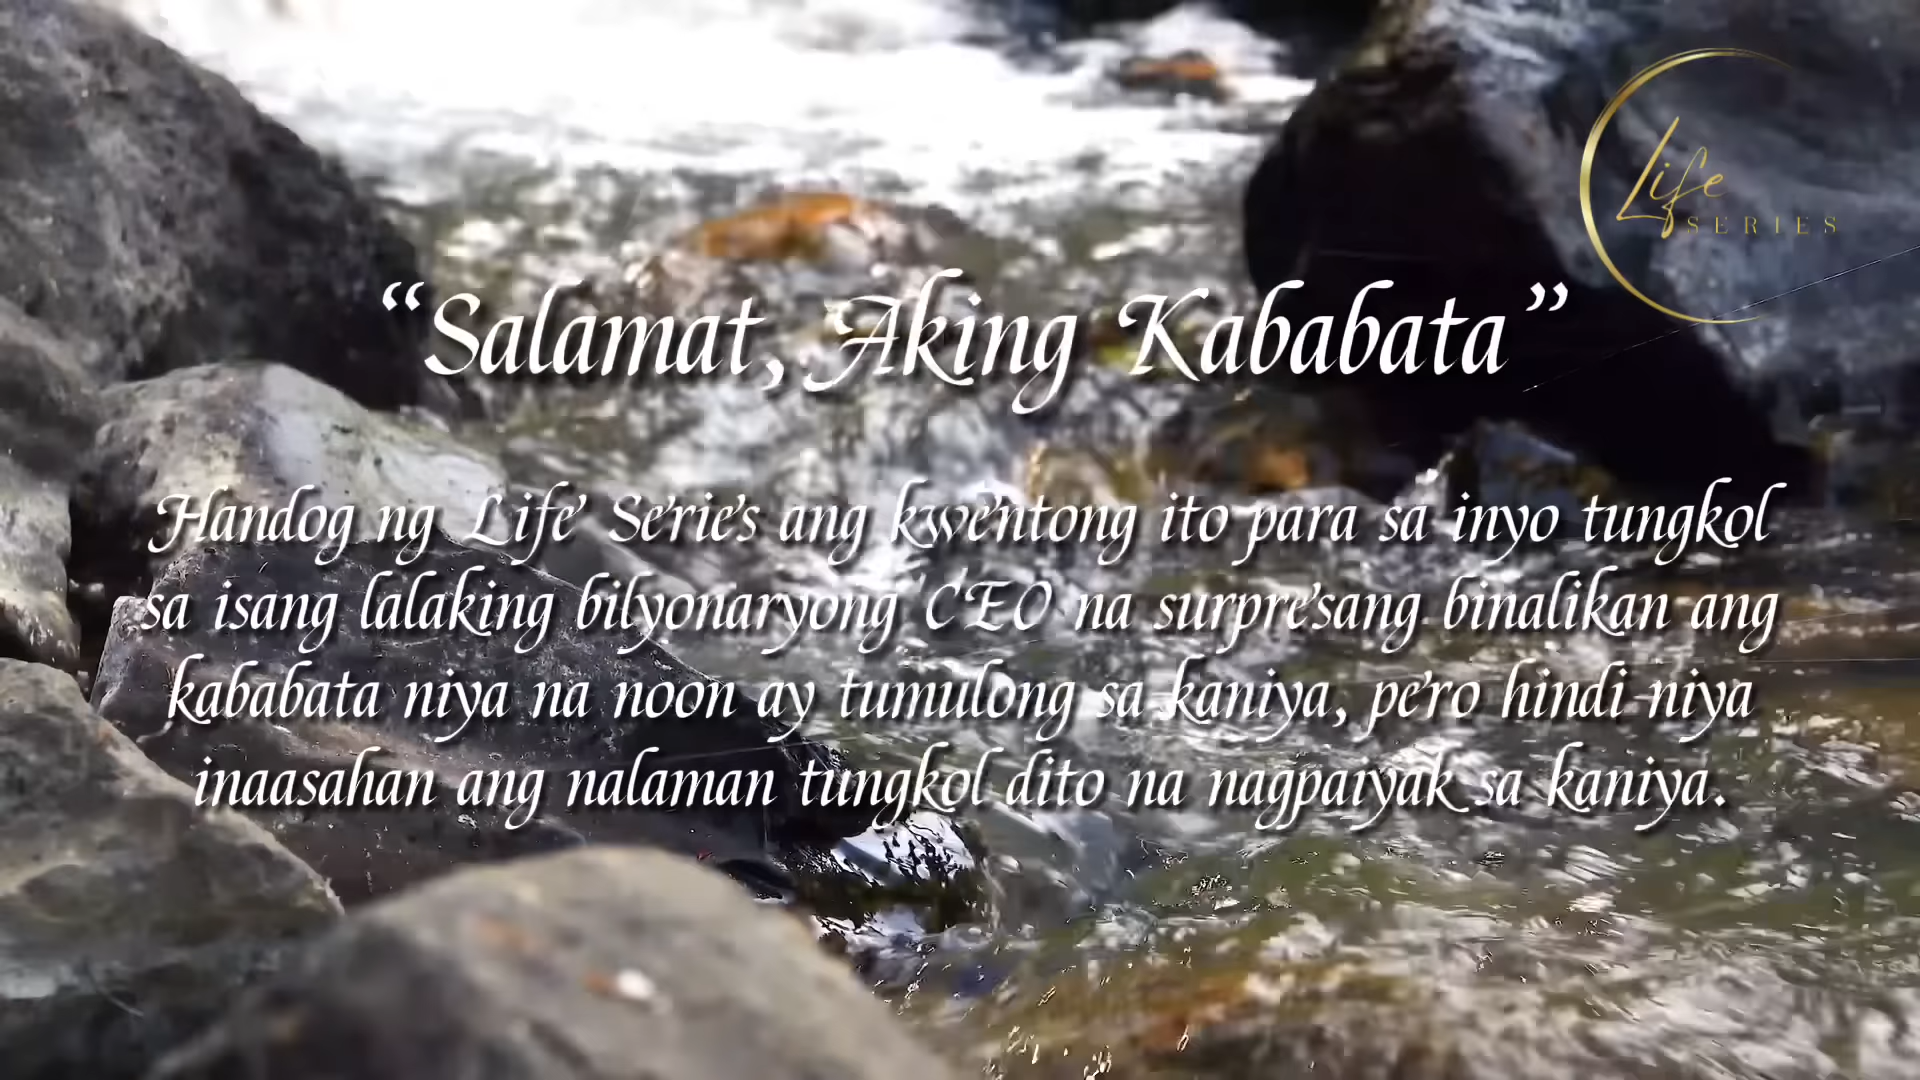 Life
SERIES
“Salamat, Aking Kababata”
Handog ng Life Series ang kwentong ito para sa inyo tungkol
sa isang lalaking bilyonaryong CEO na surpresang binalikan ang
kababata niya na noon ay tumulong sa kaniya, pero hindi niya
inaasahan ang nalaman tungkol dito na nagpaiyak sa kaniya.